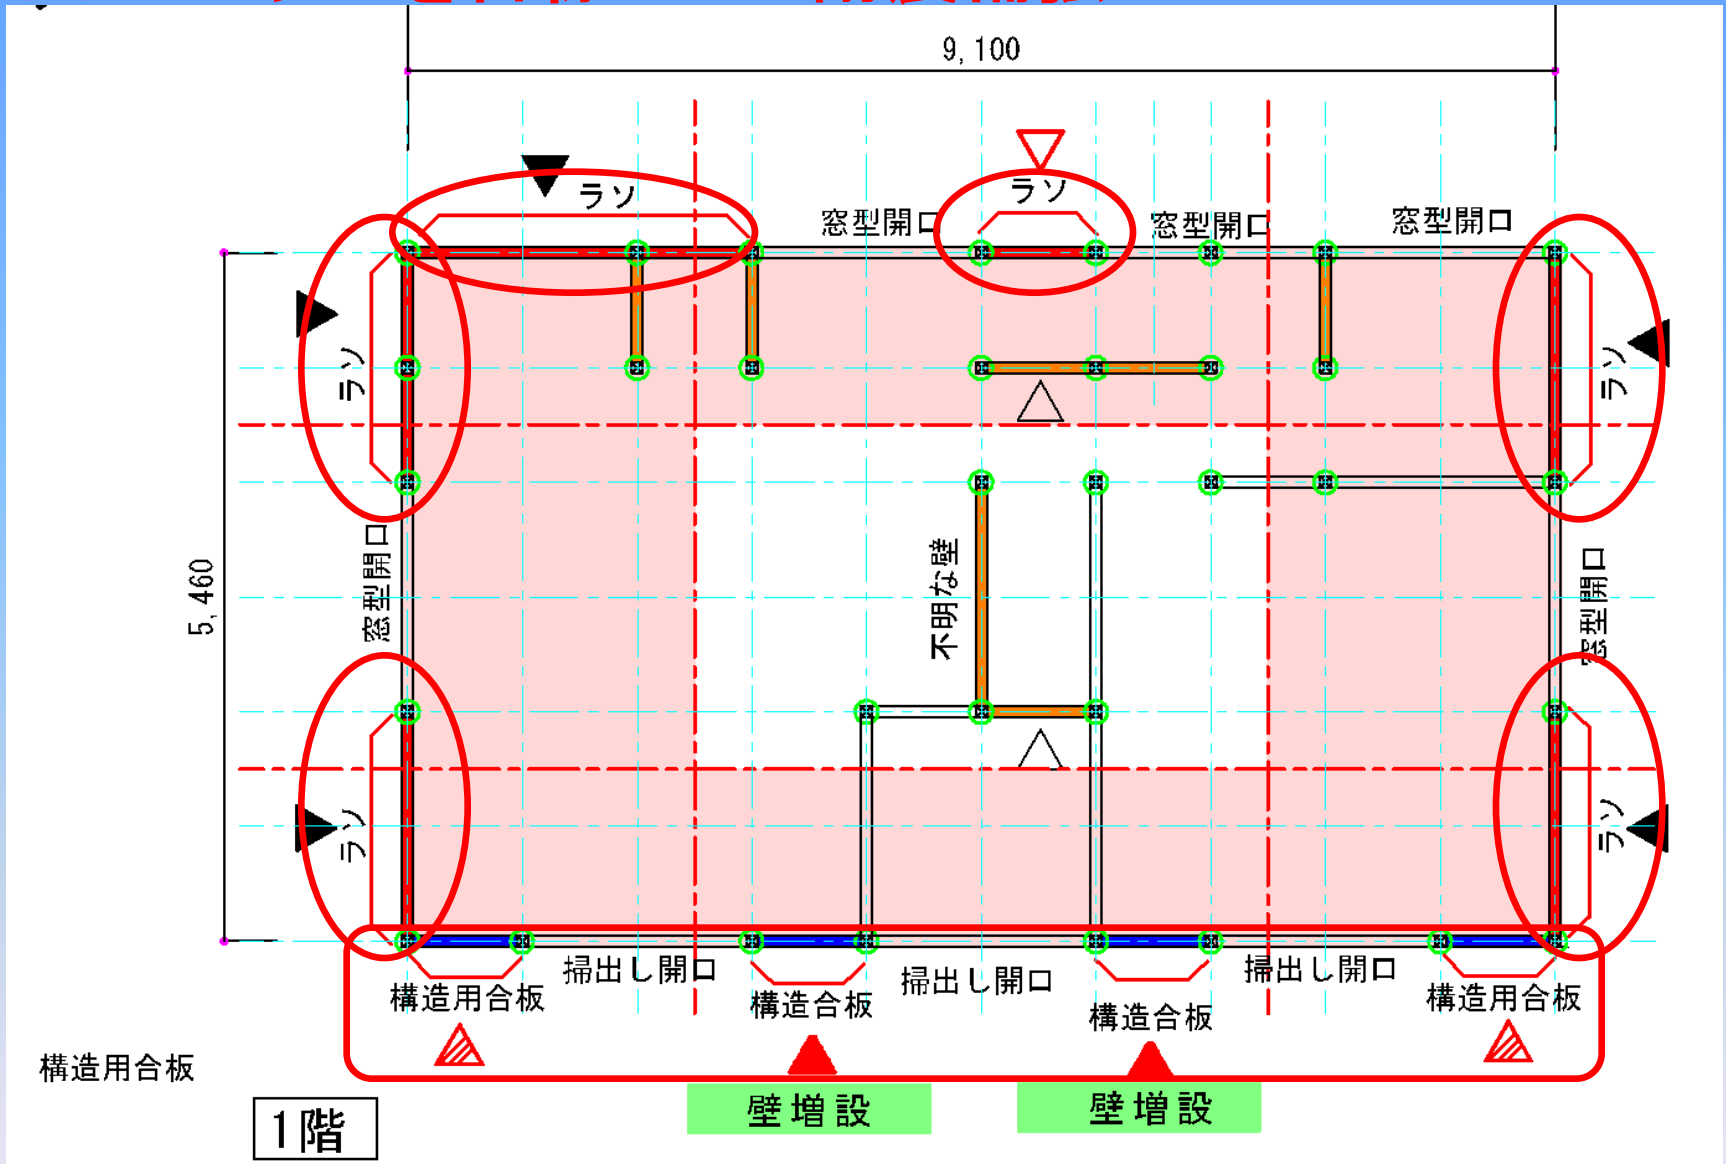 9,100
ラソ
ラソ
窓型開口
窓型開口
窓型開口
ラソ
ラソ
5,460
窓型開口
不明な壁
窓型開口
ラソ
ラソ
掃出し開口
掃出し開口
掃出し開口
構造用合板
構造合板
構造合板
構造用合板
構造用合板
壁増設
壁増設
1階